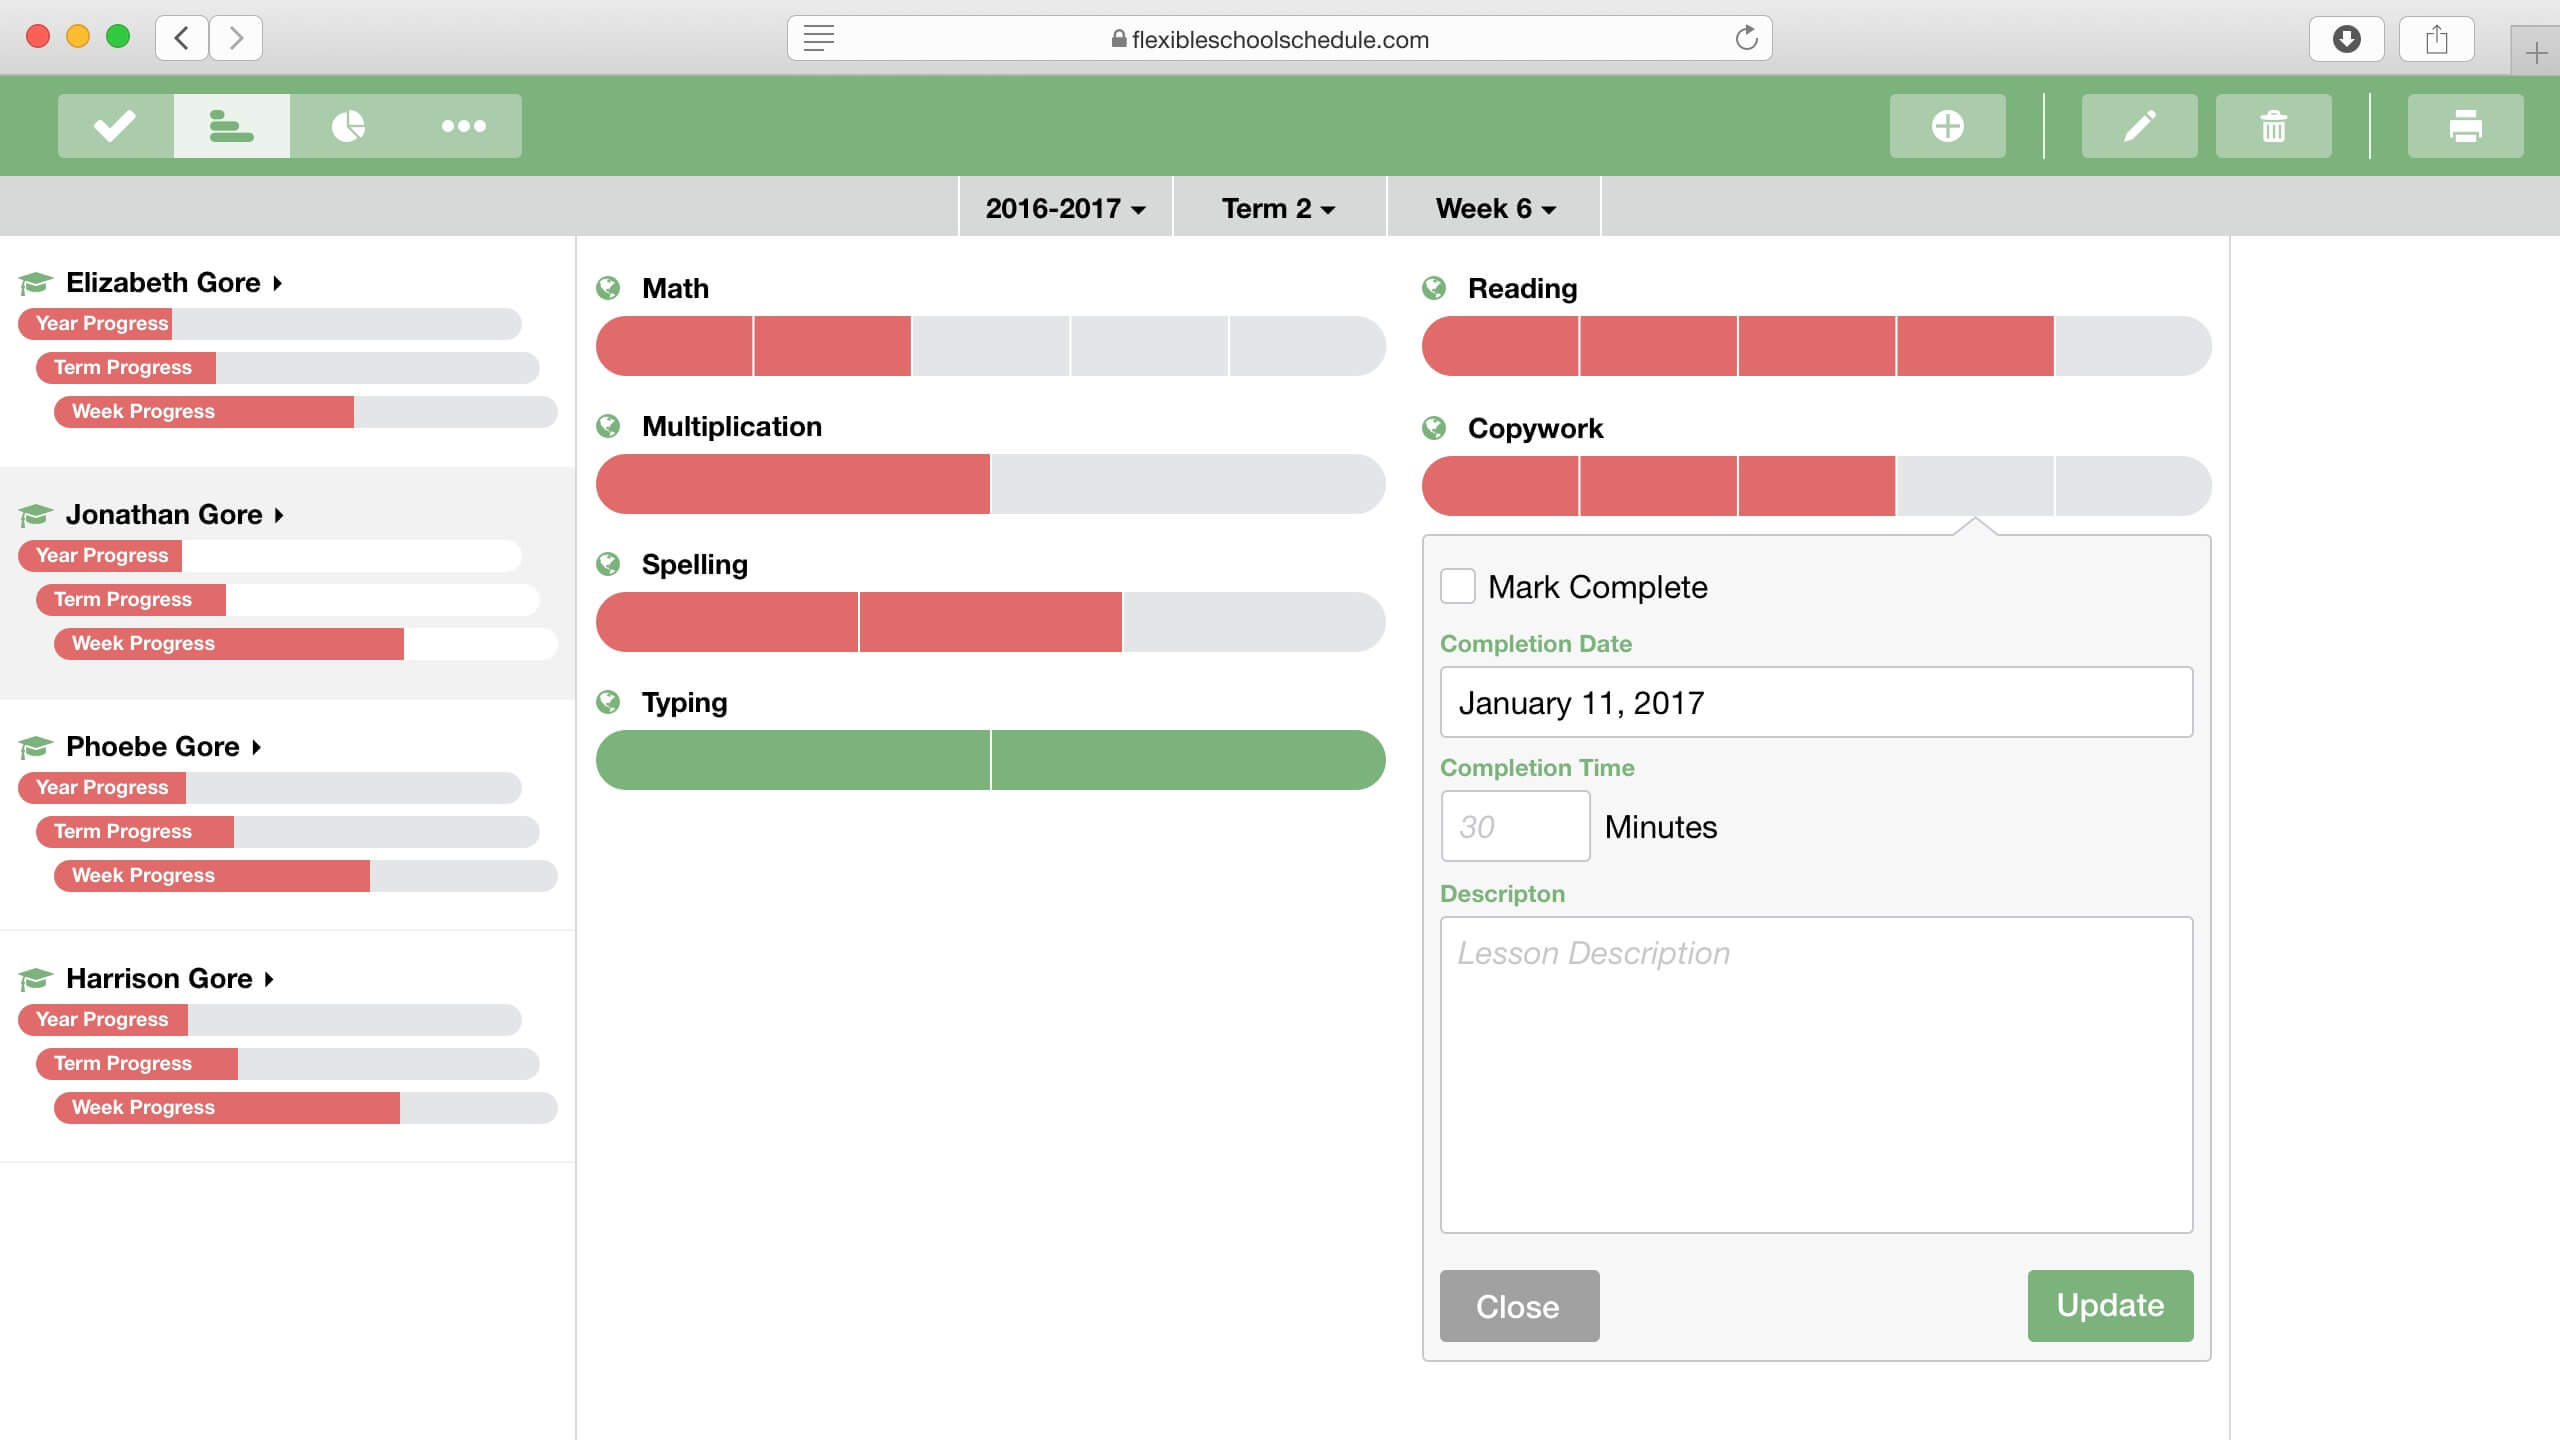 flexibleschoolschedule.com
2016-2017
Term 2
Week 6
Elizabeth Gore
Year Progress
Term Progress
Week Progress
Jonathan Gore
Year Progress
Term Progress
Week Progress
Phoebe Gore
Year Progress
Term Progress
Week Progress
Harrison Gore
Year Progress
Term Progress
Week Progress
Math
Multiplication
Spelling
Typing
Reading
Copywork
Mark Complete
Completion Date
January 11, 2017
Completion Time
30 Minutes
Descripton
Lesson Description
Close
Update